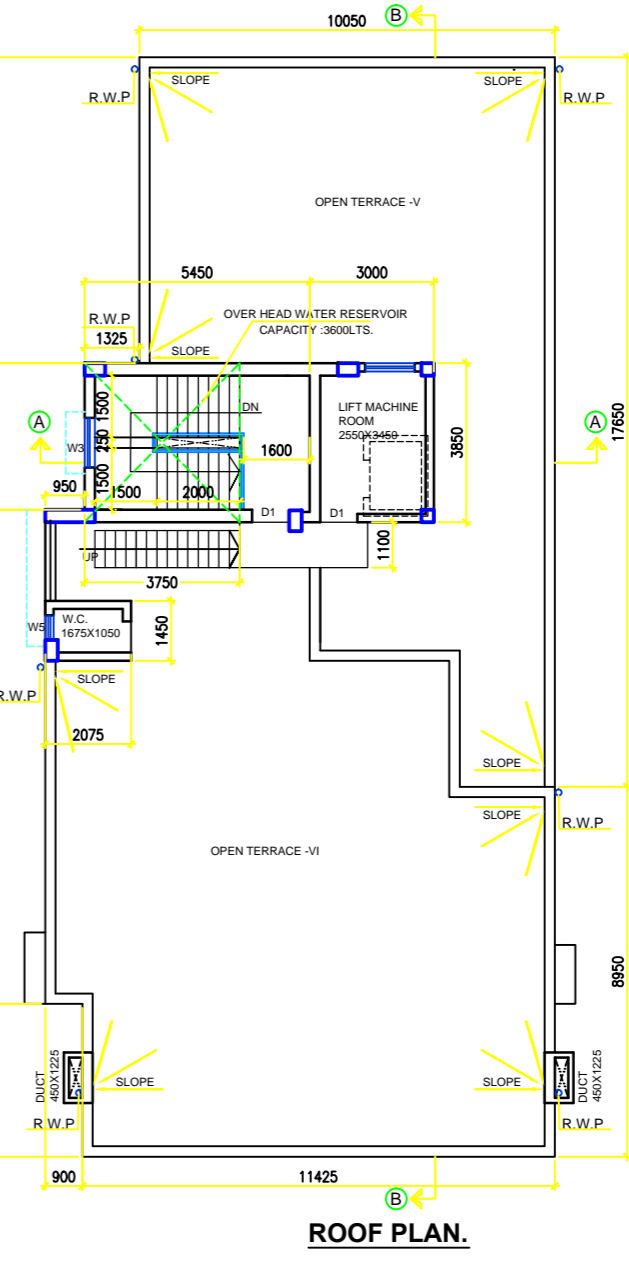 10050
B
SLOPE
SLOPE
R.W.P
R.W.P
OPEN TERRACE -V
5450
3000
R.W.P
1325
OVER HEAD WATER RESERVOIR
CAPACITY :3600LTS.
SLOPE
17650
1500
DN
LIFT MACHINE
ROOM
2550X3450
A
A
W3
250
1600
3850
950
1500
1500
2000
D1
D1
UP
1100
3750
W.C.
1675X1050
W5
1450
SLOPE
R.W.P
2075
SLOPE
SLOPE
R.W.P
OPEN TERRACE -VI
8950
DUCT
450X1225
SLOPE
SLOPE
DUCT
450X1225
R.W.P
R.W.P
900
11425
B
ROOF PLAN.